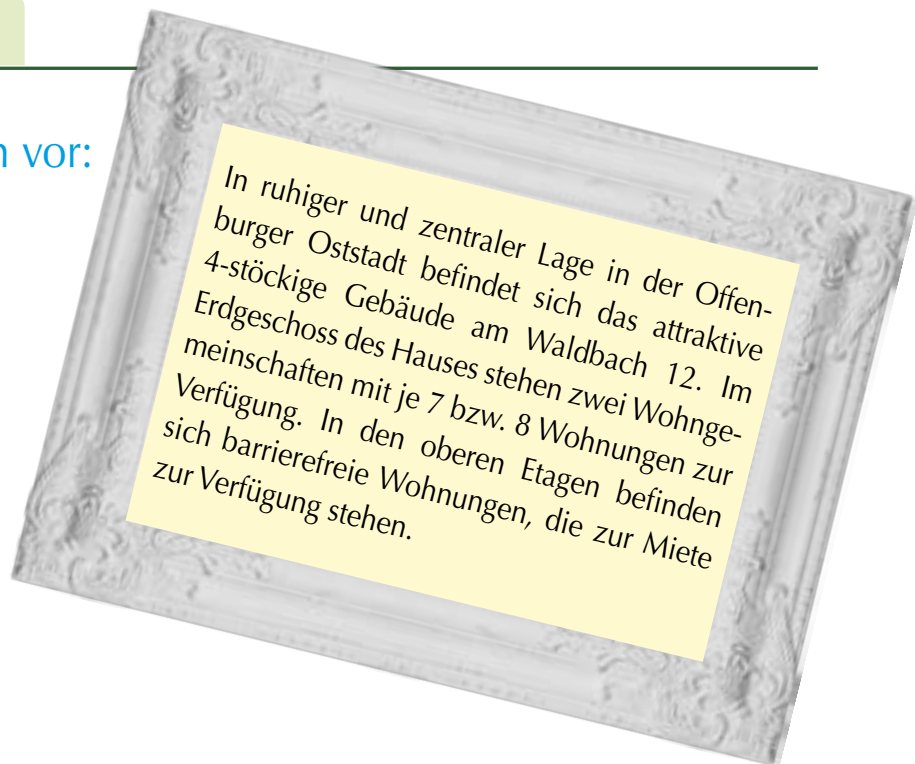 vor:
In ruhiger und zentraler Lage in der Offen-
burger Oststadt befindet sich das attraktive
4-stöckige Gebäude am Waldbach 12. Im
Erdgeschoss des Hauses stehen zwei Wohnge-
meinschaften mit je 7 bzw. 8 Wohnungen zur
Verfügung. In den oberen Etagen befinden
sich barrierefreie Wohnungen, die zur Miete
zur Verfügung stehen.